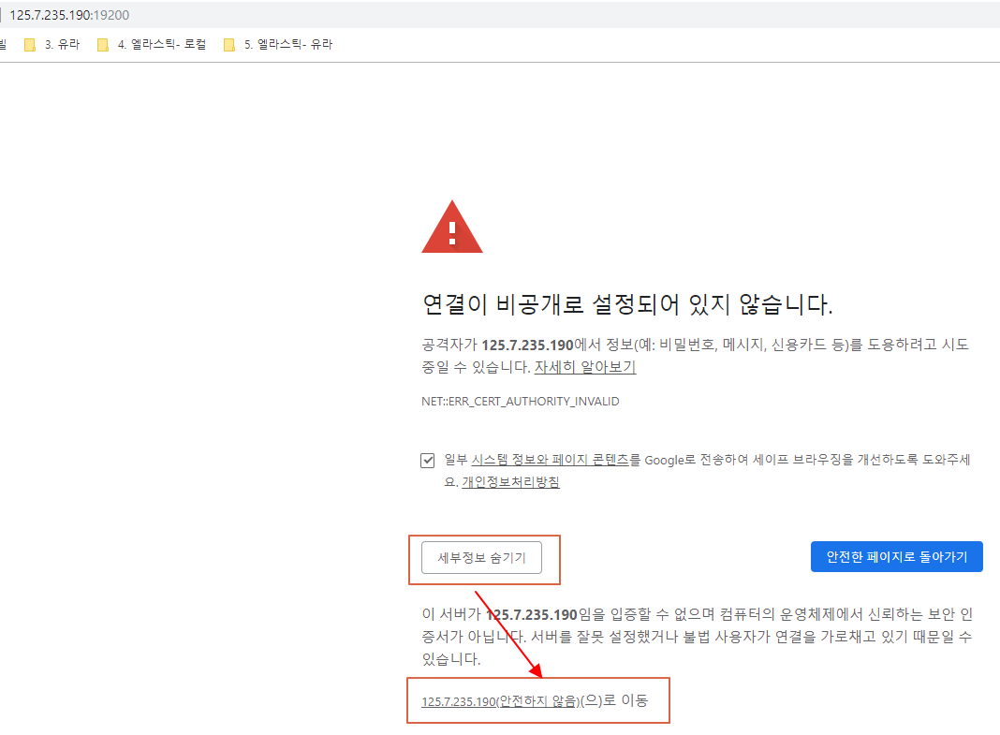 125.7.235.190:19200
3. 유라 4. 엘라스틱- 로컬 5. 엘라스틱- 유라
연결이 비공개로 설정되어 있지 않습니다.
공격자가 125.7.235.190에서 정보(예: 비밀번호, 메시지, 신용카드 등)를 도용하려고 시도
중일 수 있습니다. 자세히 알아보기
NET::ERR_CERT_AUTHORITY_INVALID
일부 시스템 정보와 페이지 콘텐츠를 Google로 전송하여 세이프 브라우징을 개선하도록 도와주세
요. 개인정보처리방침
세부정보 숨기기 안전한 페이지로 돌아가기
이 서버가 125.7.235.190임을 입증할 수 없으며 컴퓨터의 운영체제에서 신뢰하는 보안 인
증서가 아닙니다. 서버를 잘못 설정했거나 불법 사용자가 연결을 가로채고 있기 때문일 수
있습니다.
125.7.235.190(안전하지 않음)(으)로 이동